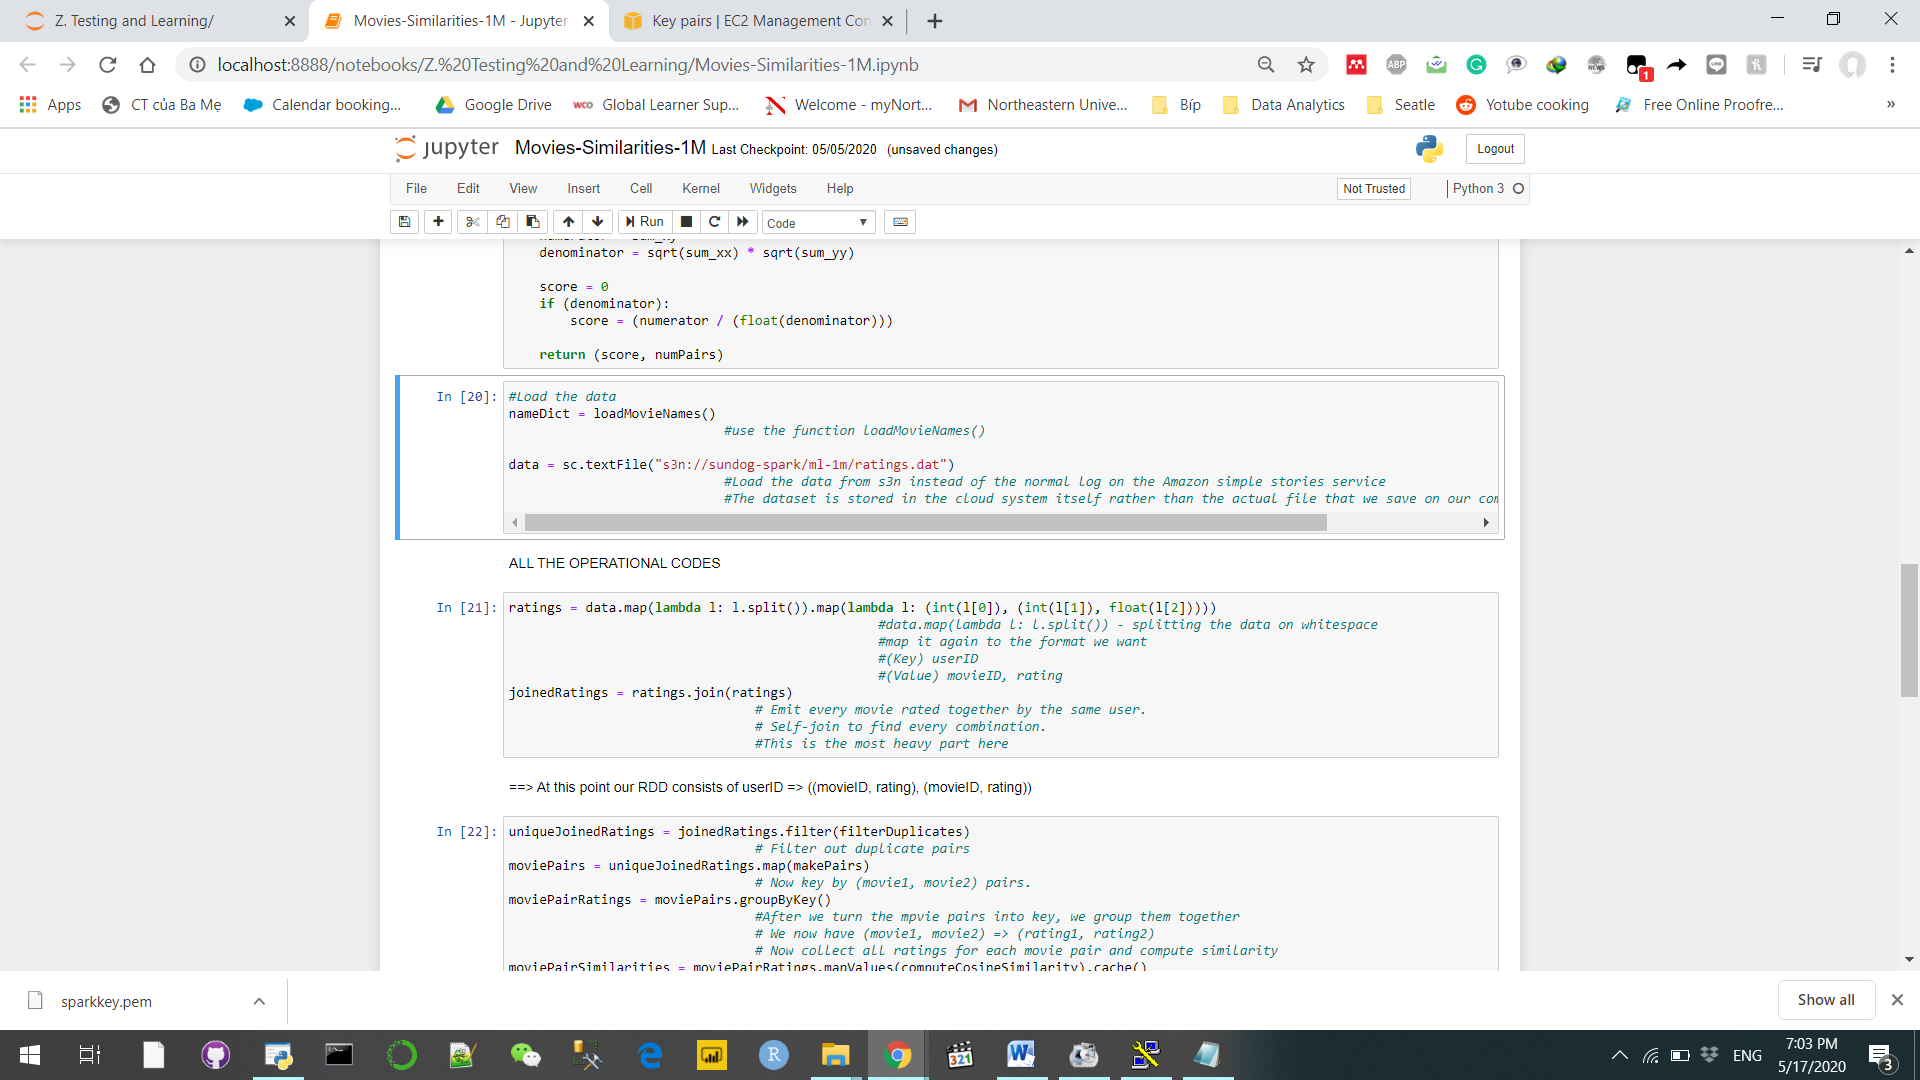 Z. Testing and Learning/
Movies-Similarities-1M - Jupyter
Key pairs | EC2 Management Con
localhost:8888/notebooks/Z.%20Testing%20and%20Learning/Movies-Similarities-1M.ipynb
ABP
NEWS
1
Apps
CT của Ba Mẹ
Calendar booking...
Google Drive
wco Global Learner Sup...
Welcome - myNort...
Northeastern Unive...
Bíp
Data Analytics
Seatle
Yotube cooking
Free Online Proofre...
»
jupyter Movies-Similarities-1M Last Checkpoint: 05/05/2020 (unsaved changes)
Logout
File Edit View Insert Cell Kernel Widgets Help
Not Trusted
Python 3
Run
Code
denominator = sqrt(sum_xx) * sqrt(sum_yy)
score = 0
if (denominator):
score = (numerator / (float(denominator)))
return (score, numPairs)
In [20]: #Load the data
nameDict = loadMovieNames()
#use the function loadMovieNames()
data = sc.textFile("s3n://sundog-spark/ml-1m/ratings.dat")
#Load the data from s3n instead of the normal log on the Amazon simple stories service
#The dataset is stored in the cloud system itself rather than the actual file that we save on our com
ALL THE OPERATIONAL CODES
In [21]: ratings = data.map(lambda l: l.split()).map(lambda l: (int(l[0]), (int(l[1]), float(l[2]))))
#data.map(lambda l: l.split()) - splitting the data on whitespace
#map it again to the format we want
#(Key) userID
#(Value) movieID, rating
joinedRatings = ratings.join(ratings)
# Emit every movie rated together by the same user.
# Self-join to find every combination.
#This is the most heavy part here
==> At this point our RDD consists of userID => ((movieID, rating), (movieID, rating))
In [22]: uniqueJoinedRatings = joinedRatings.filter(filterDuplicates)
# Filter out duplicate pairs
moviePairs = uniqueJoinedRatings.map(makePairs)
# Now key by (movie1, movie2) pairs.
moviePairRatings = moviePairs.groupByKey()
#After we turn the mpvie pairs into key, we group them together
# We now have (movie1, movie2) => (rating1, rating2)
# Now collect all ratings for each movie pair and compute similarity
moviePairSimilarities = moviePairRatings.mapValues(computeCosineSimilarity).cache()
sparkkey.pem
Show all
R
321
ENG
7:03 PM
5/17/2020
3